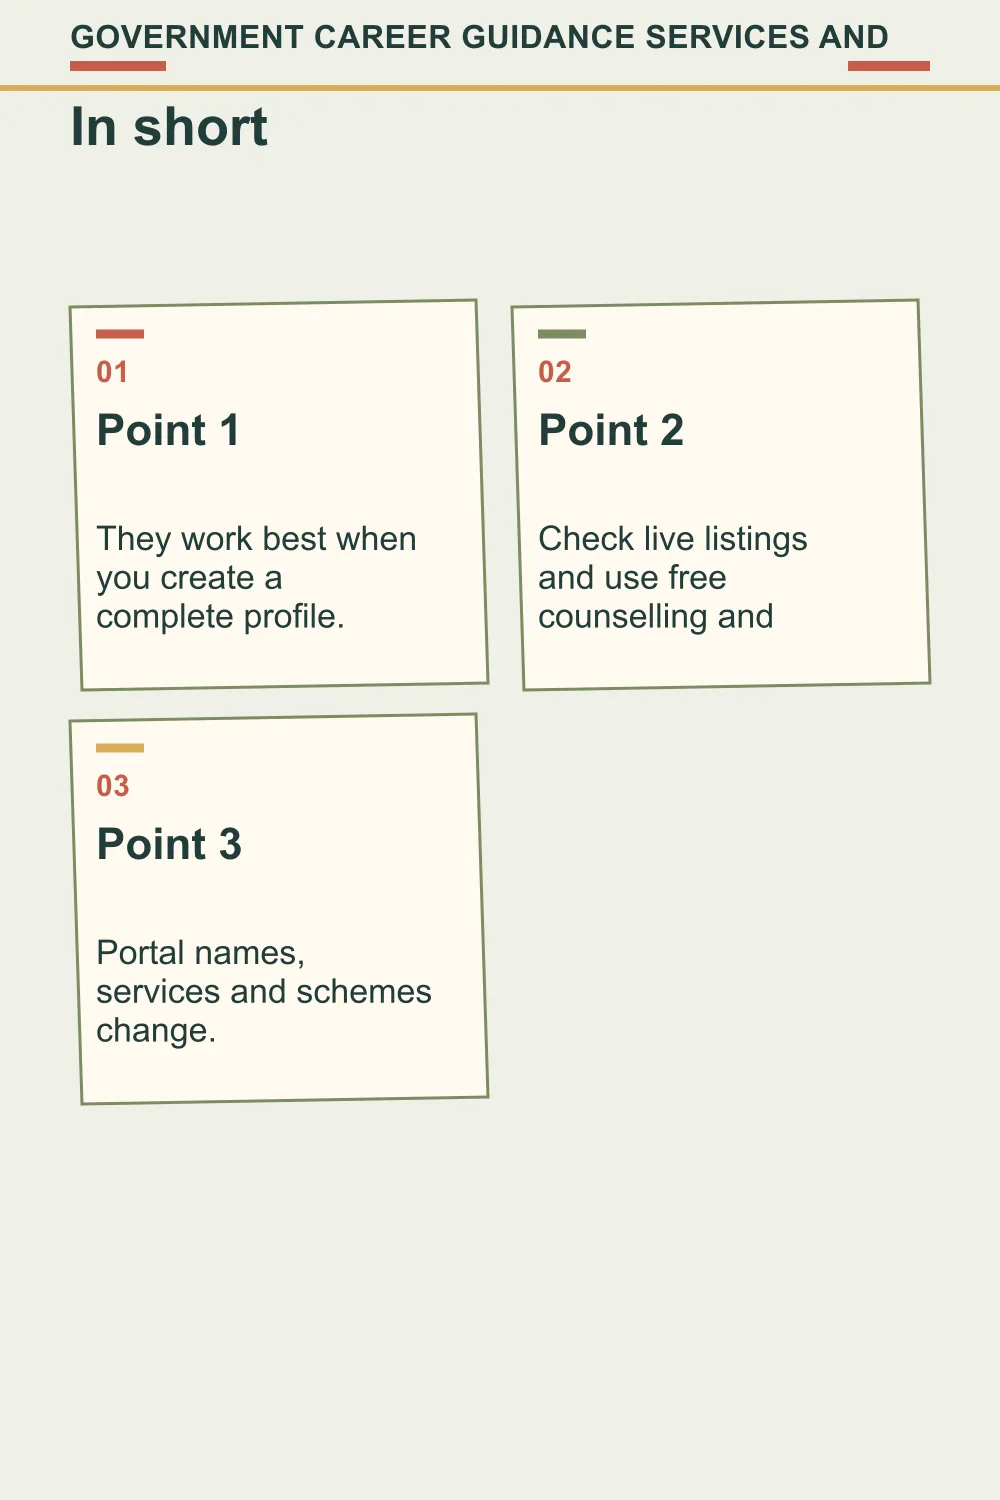 GOVERNMENT CAREER GUIDANCE SERVICES AND
In short
01
Point 1
They work best when
you create a
complete profile.
02
Point 2
Check live listings
and use free
counselling and
03
Point 3
Portal names,
services and schemes
change.